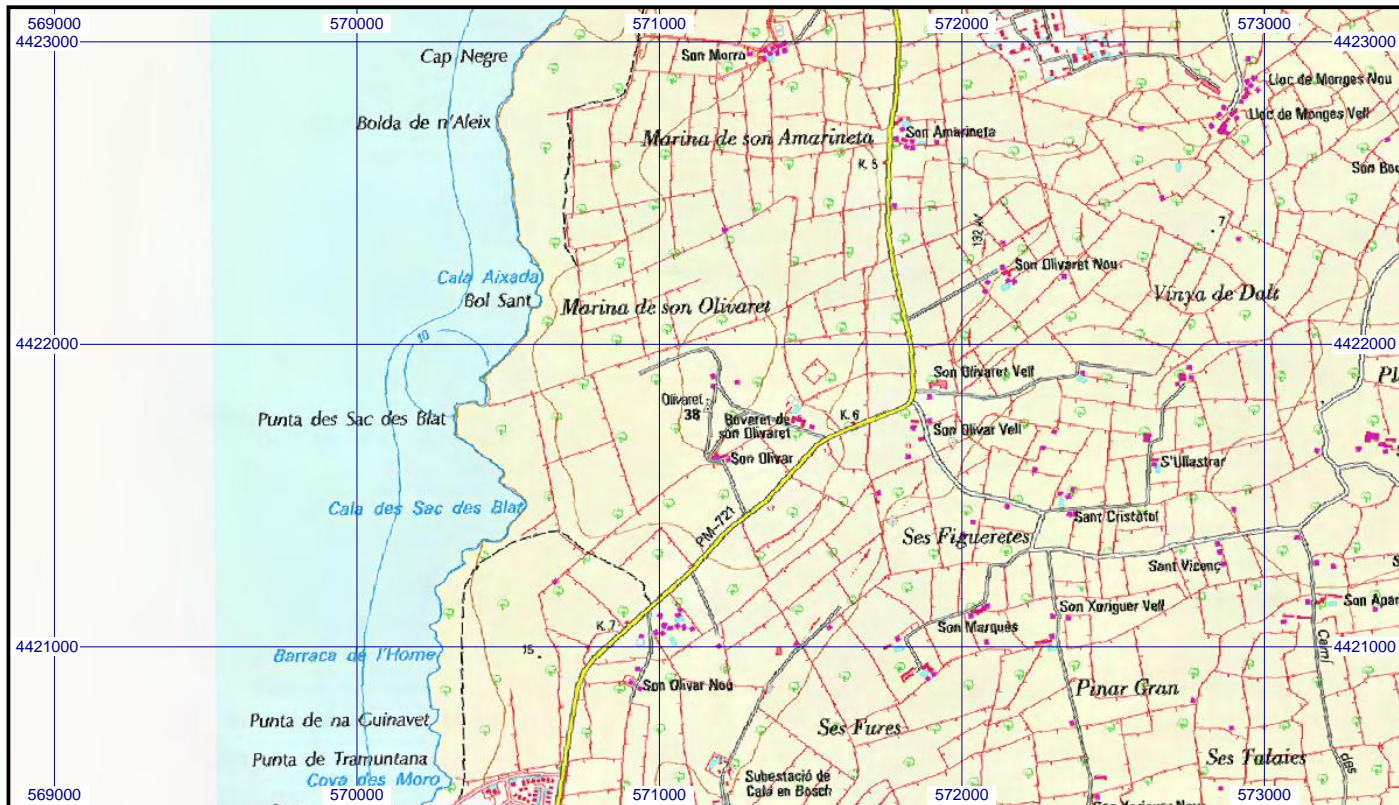 569000
570000
571000
572000
573000
4423000
4423000
Cap Negre
Son Morro
Lloc de Monges Nou
Lloc de Monges Vell
Bolda de n'Aleix
Marina de son Amarineta
Son Amarineta
K. 5
7
132 kV
Cala Aixada
Bol Sant
Son Olivaret Nou
Marina de son Olivaret
Vinya de Dalt
10
4422000
4422000
Son Olivaret Vell
Olivaret
38
K. 6
Punta des Sac des Blat
Boveret de
son Olivaret
Son Olivar Vell
Son Olivar
S'Ullastrar
Cala des Sac des Blat
PM-721
Sant Cristòfol
Ses Figueretes
Sant Vicenç
Son Xoriguer Vell
K. 7
Son Marquès
4421000
4421000
15
Barraca de l'Home
Camí
Son Olivar Nou
Pinar Gran
Punta de na Guinavet
Ses Fures
Punta de Tramuntana
Ses Talaies
des
Cova des Moro
Subestació de
Cala en Bosch
569000
570000
571000
572000
573000